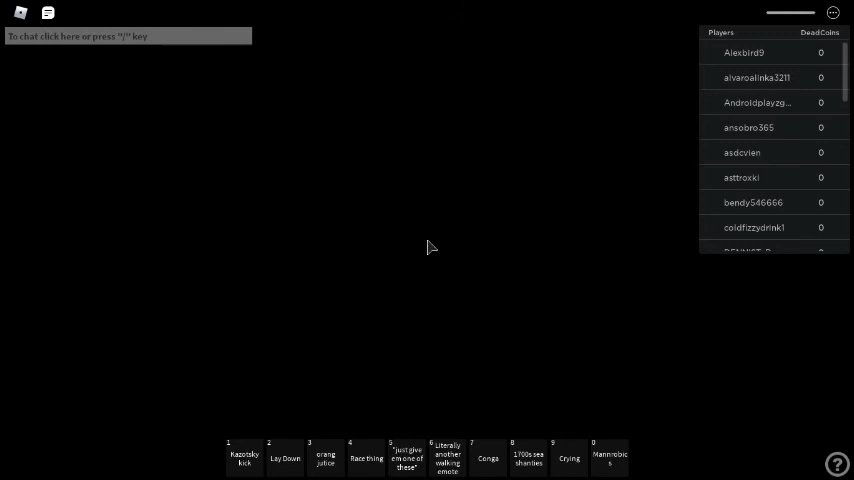 To chat click here or press "/" key
Players DeadCoins
Alexbird9 0
alvaroalinka3211 0
Androidplayzg... 0
ansobro365 0
asdcvien 0
asttroxki 0
bendy546666 0
coldfizzydrink1 0
1 Kazotsky kick
2 Lay Down
3 orang jutice
4 Race thing
5 "just give em one of these"
6 Literally another walking emote
7 Conga
8 1700s sea shanties
9 Crying
0 Mannrobics
?